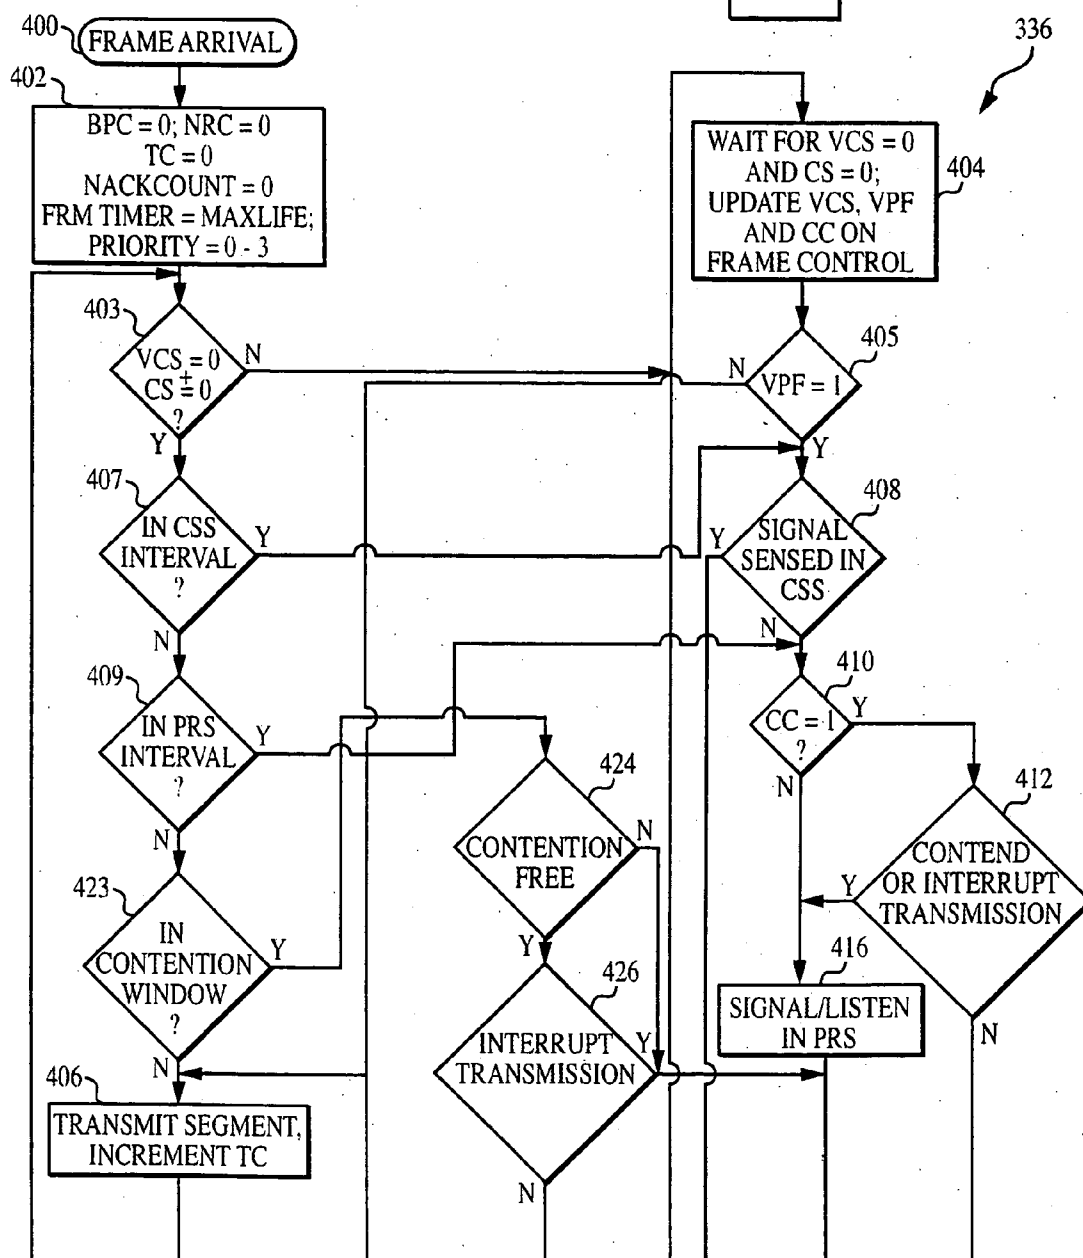 400
FRAME ARRIVAL
402
BPC = 0; NRC = 0
TC = 0
NACKCOUNT = 0
FRM TIMER = MAXLIFE;
PRIORITY = 0 - 3
336
WAIT FOR VCS = 0
AND CS = 0;
UPDATE VCS, VPF
AND CC ON
FRAME CONTROL
404
403
VCS = 0
+
CS = 0
?
N
Y
405
VPF = 1
N
Y
407
IN CSS
INTERVAL
?
Y
N
408
SIGNAL
SENSED IN
CSS
Y
N
409
IN PRS
INTERVAL
?
Y
N
410
CC = 1
?
Y
N
412
CONTEND
OR INTERRUPT
TRANSMISSION
Y
N
423
IN
CONTENTION
WINDOW
?
Y
N
424
CONTENTION
FREE
N
Y
426
INTERRUPT
TRANSMISSION
Y
N
416
SIGNAL/LISTEN
IN PRS
406
TRANSMIT SEGMENT,
INCREMENT TC